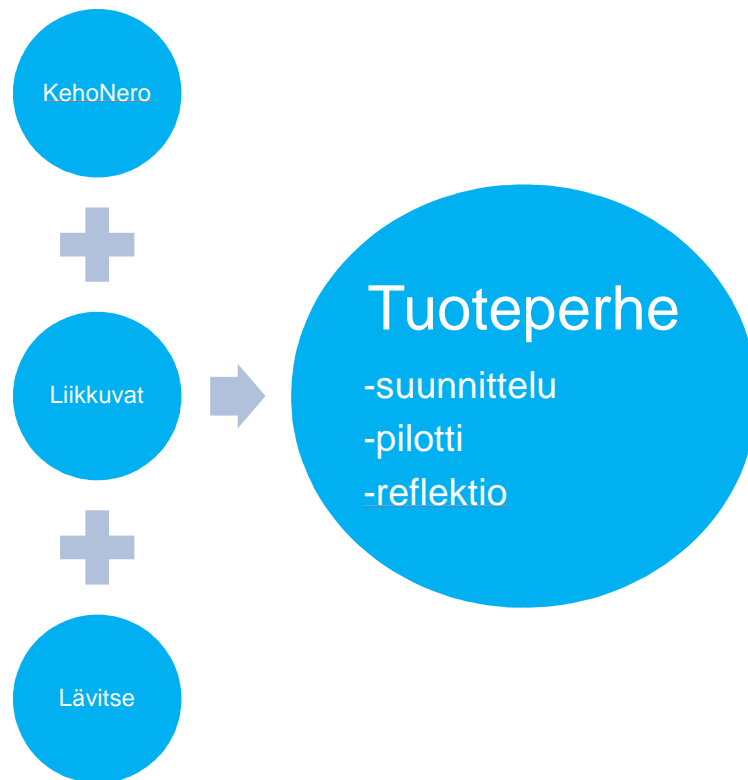 KehoNero
Liikkuvat
Lävitse
Tuoteperhe
-suunnittelu
-pilotti
-reflektio